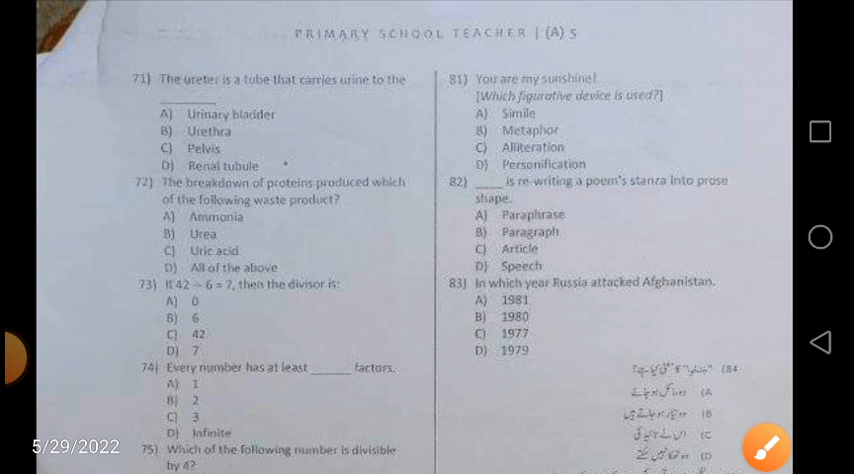 PRIMARY SCHOOL TEACHER | (A) 5
71) The ureter is a tube that carries urine to the
________
A) Urinary bladder
B) Urethra
C) Pelvis
D) Renal tubule
72) The breakdown of proteins produced which
of the following waste product?
A) Ammonia
B) Urea
C) Uric acid
D) All of the above
73) If 42 ÷ 6 = 7, then the divisor is:
A) 0
B) 6
C) 42
D) 7
74) Every number has at least ______ factors.
A) 1
B) 2
C) 3
D) Infinite
75) Which of the following number is divisible
by 4?
81) You are my sunshine!
[Which figurative device is used?]
A) Simile
B) Metaphor
C) Alliteration
D) Personification
82) ____ is re-writing a poem's stanza into prose
shape.
A) Paraphrase
B) Paragraph
C) Article
D) Speech
83) In which year Russia attacked Afghanistan.
A) 1981
B) 1980
C) 1977
D) 1979
(84
(A
(B
(C
(D
5/29/2022